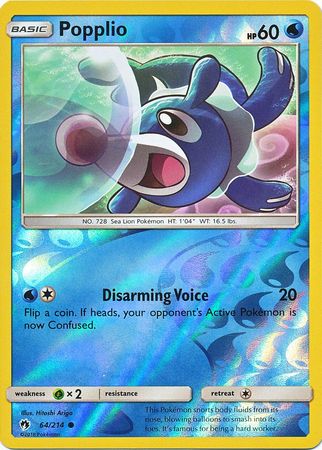 BASIC Popplio HP60
NO. 728 Sea Lion Pokémon HT: 1'04" WT: 16.5 lbs.
Disarming Voice 20
Flip a coin. If heads, your opponent's Active Pokémon is
now Confused.
weakness ×2 resistance retreat
Illus. Hitoshi Ariga
64/214
©2018 Pokémon
This Pokémon snorts body fluids from its
nose, blowing balloons to smash into its
foes. It's famous for being a hard worker.